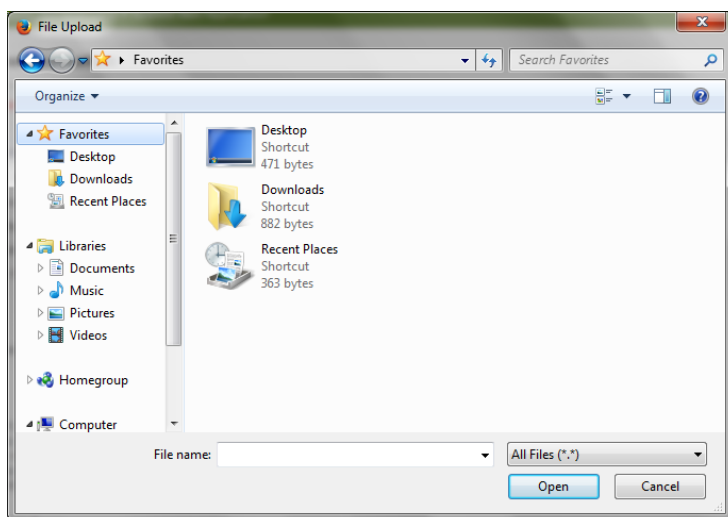 File Upload
Favorites
Search Favorites
Organize
Favorites
Desktop
Downloads
Recent Places
Libraries
Documents
Music
Pictures
Videos
Homegroup
Computer
Desktop
Shortcut
471 bytes
Downloads
Shortcut
882 bytes
Recent Places
Shortcut
363 bytes
File name:
All Files (*.*)
Open
Cancel